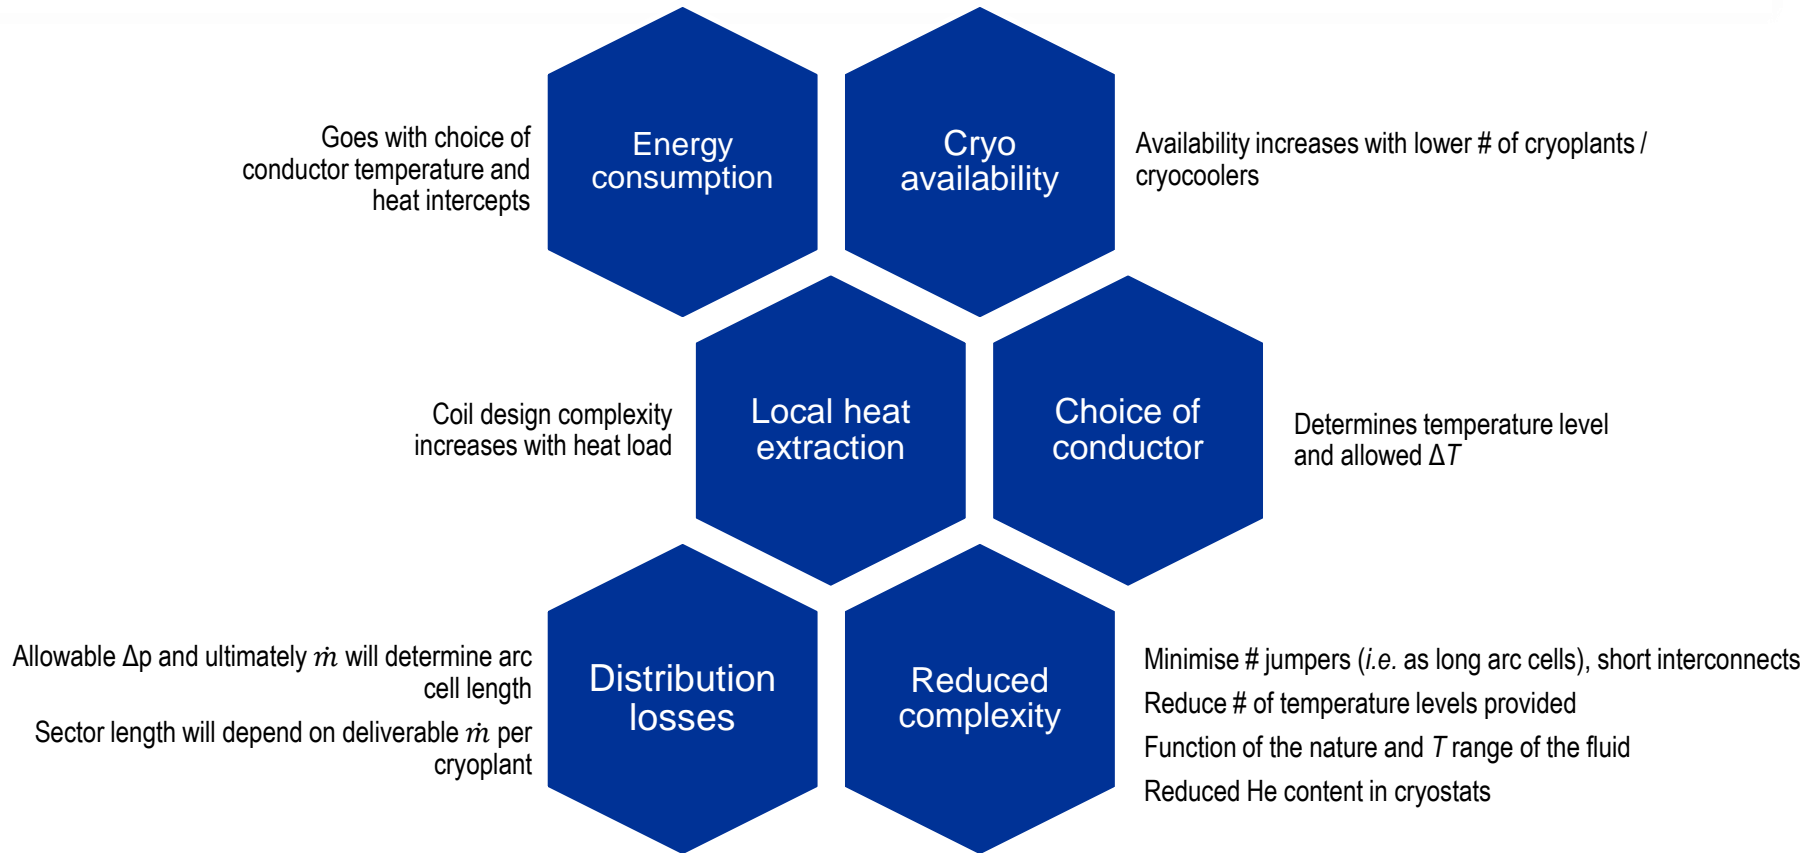 Goes with choice of
conductor temperature and
heat intercepts
Energy
consumption
Cryo
availability
Availability increases with lower # of cryoplants /
cryocoolers
Coil design complexity
increases with heat load
Local heat
extraction
Choice of
conductor
Determines temperature level
and allowed ΔT
Allowable Δp and ultimately ṁ will determine arc
cell length
Sector length will depend on deliverable ṁ per
cryoplant
Distribution
losses
Reduced
complexity
Minimise # jumpers (i.e. as long arc cells), short interconnects
Reduce # of temperature levels provided
Function of the nature and T range of the fluid
Reduced He content in cryostats